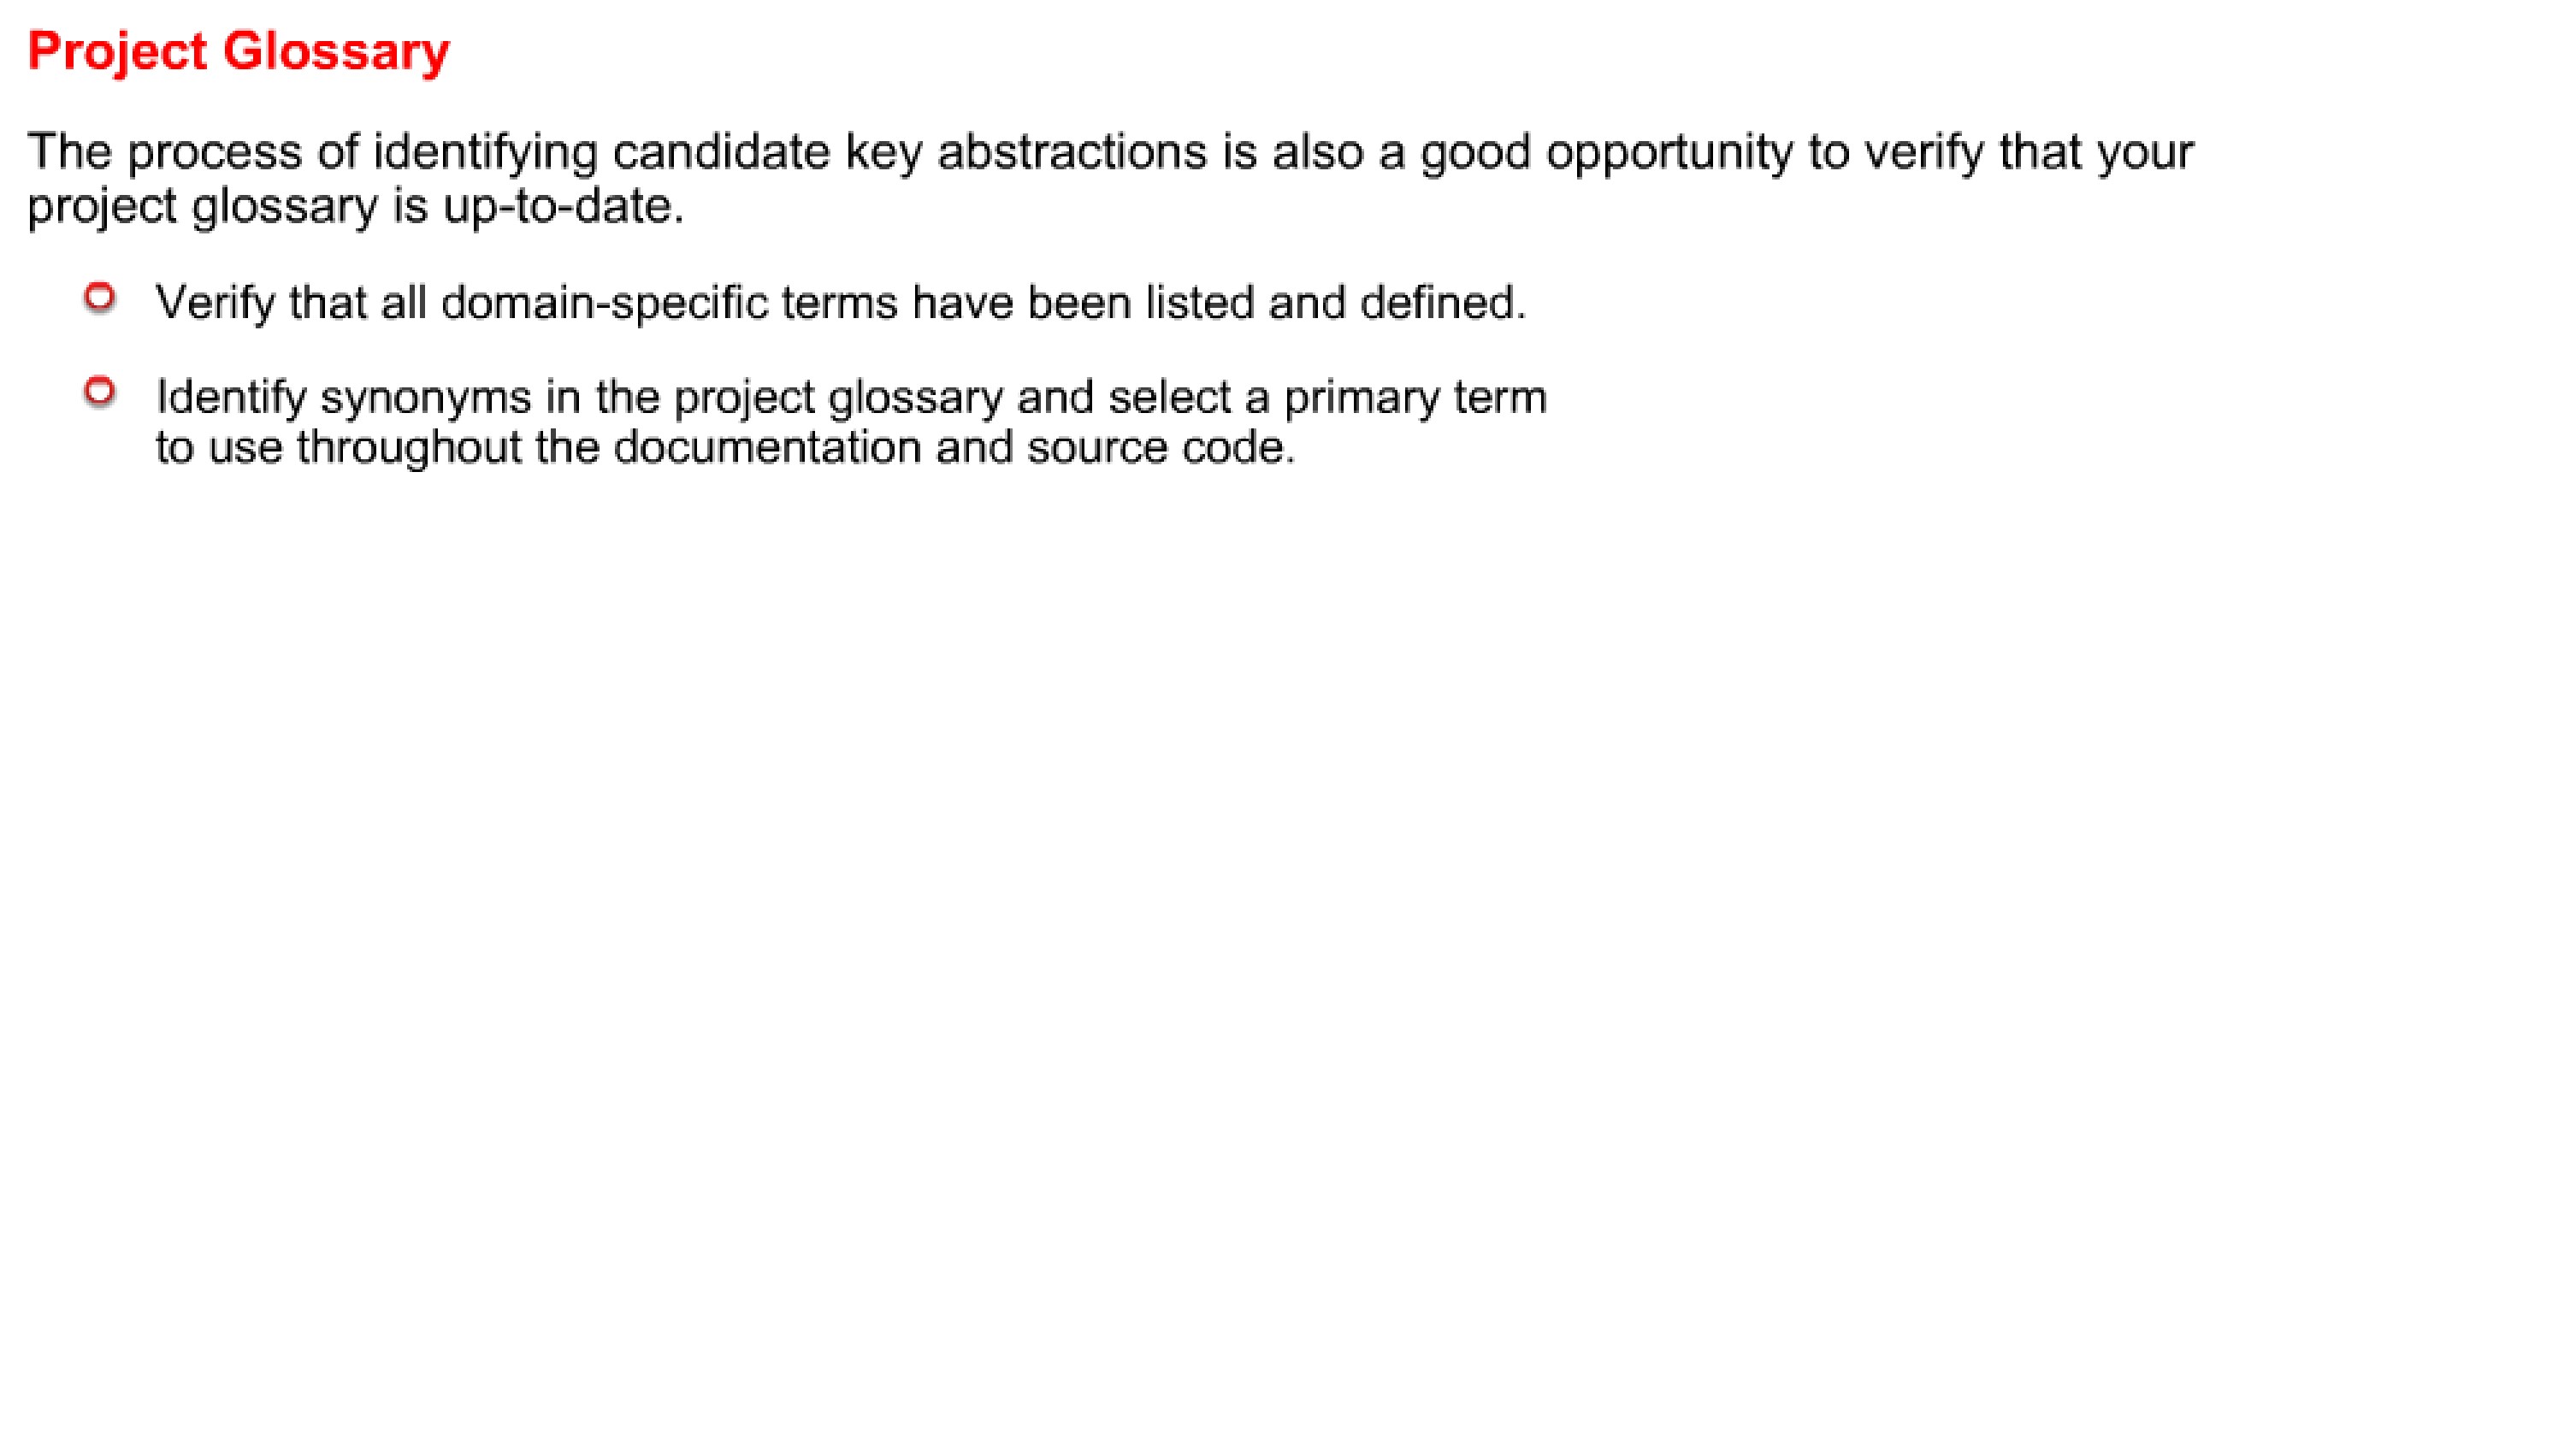 Project Glossary
The process of identifying candidate key abstractions is also a good opportunity to verify that your
project glossary is up-to-date.
Verify that all domain-specific terms have been listed and defined.
Identify synonyms in the project glossary and select a primary term
to use throughout the documentation and source code.